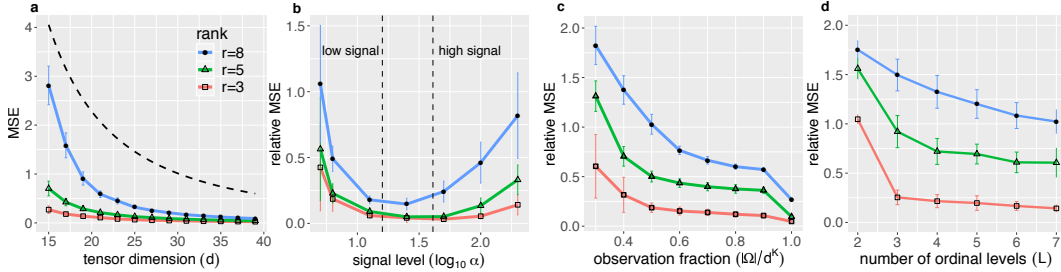 a
MSE
4
3
2
1
0
rank
r=8
r=5
r=3
15 20 25 30 35 40
tensor dimension (d)
b
relative MSE
1.5
1.0
0.5
0.0
low signal
high signal
1.0 1.5 2.0
signal level (log10 α)
c
relative MSE
2.0
1.5
1.0
0.5
0.0
0.4 0.6 0.8 1.0
observation fraction (|Ω|/d^K)
d
relative MSE
2.0
1.5
1.0
0.5
0.0
2 3 4 5 6 7
number of ordinal levels (L)